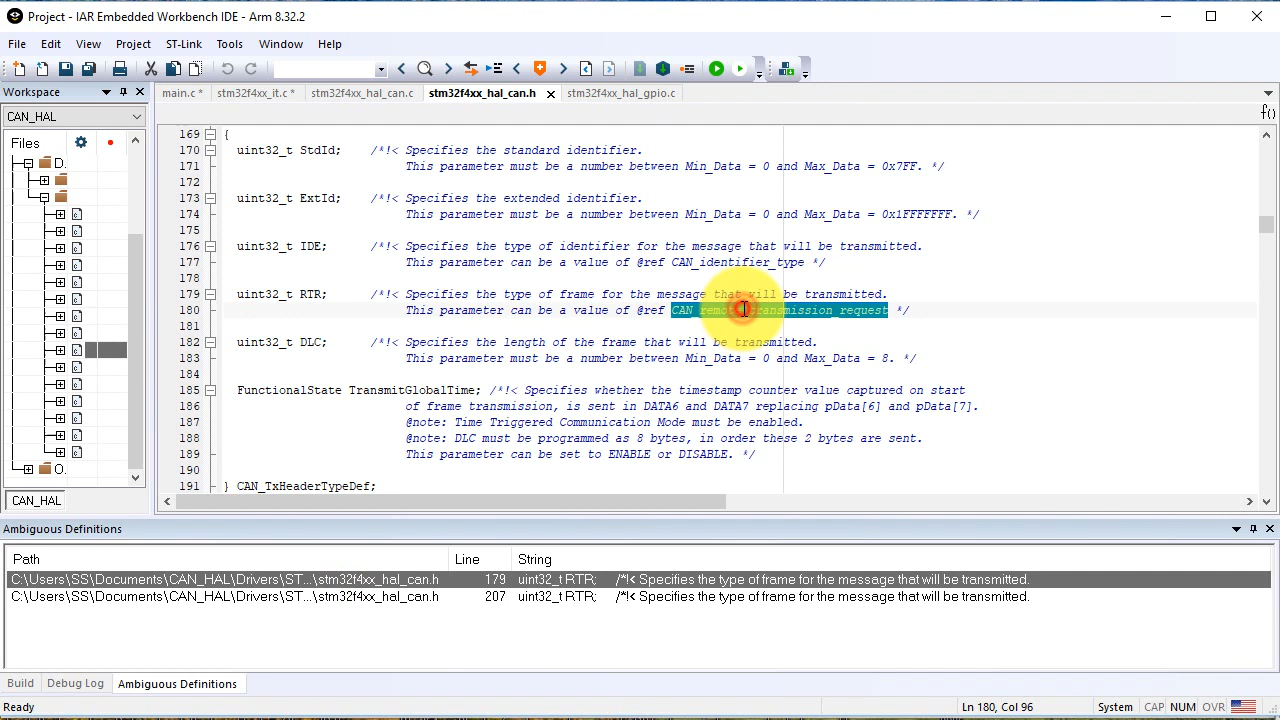 Project - IAR Embedded Workbench IDE - Arm 8.32.2
File Edit View Project ST-Link Tools Window Help
Workspace
main.c * stm32f4xx_it.c * stm32f4xx_hal_can.c stm32f4xx_hal_can.h stm32f4xx_hal_gpio.c
CAN_HAL
f()
Files
D.
O.
CAN_HAL
169 {
170 uint32_t StdId; /*!< Specifies the standard identifier.
171 This parameter must be a number between Min_Data = 0 and Max_Data = 0x7FF. */
172
173 uint32_t ExtId; /*!< Specifies the extended identifier.
174 This parameter must be a number between Min_Data = 0 and Max_Data = 0x1FFFFFFF. */
175
176 uint32_t IDE; /*!< Specifies the type of identifier for the message that will be transmitted.
177 This parameter can be a value of @ref CAN_identifier_type */
178
179 uint32_t RTR; /*!< Specifies the type of frame for the message that will be transmitted.
180 This parameter can be a value of @ref CAN_remote_transmission_request */
181
182 uint32_t DLC; /*!< Specifies the length of the frame that will be transmitted.
183 This parameter must be a number between Min_Data = 0 and Max_Data = 8. */
184
185 FunctionalState TransmitGlobalTime; /*!< Specifies whether the timestamp counter value captured on start
186 of frame transmission, is sent in DATA6 and DATA7 replacing pData[6] and pData[7].
187 @note: Time Triggered Communication Mode must be enabled.
188 @note: DLC must be programmed as 8 bytes, in order these 2 bytes are sent.
189 This parameter can be set to ENABLE or DISABLE. */
190
191 } CAN_TxHeaderTypeDef;
Ambiguous Definitions
Path Line String
C:\Users\SS\Documents\CAN_HAL\Drivers\ST...\stm32f4xx_hal_can.h 179 uint32_t RTR; /*!< Specifies the type of frame for the message that will be transmitted.
C:\Users\SS\Documents\CAN_HAL\Drivers\ST...\stm32f4xx_hal_can.h 207 uint32_t RTR; /*!< Specifies the type of frame for the message that will be transmitted.
Build Debug Log Ambiguous Definitions
Ready Ln 180, Col 96 System CAP NUM OVR